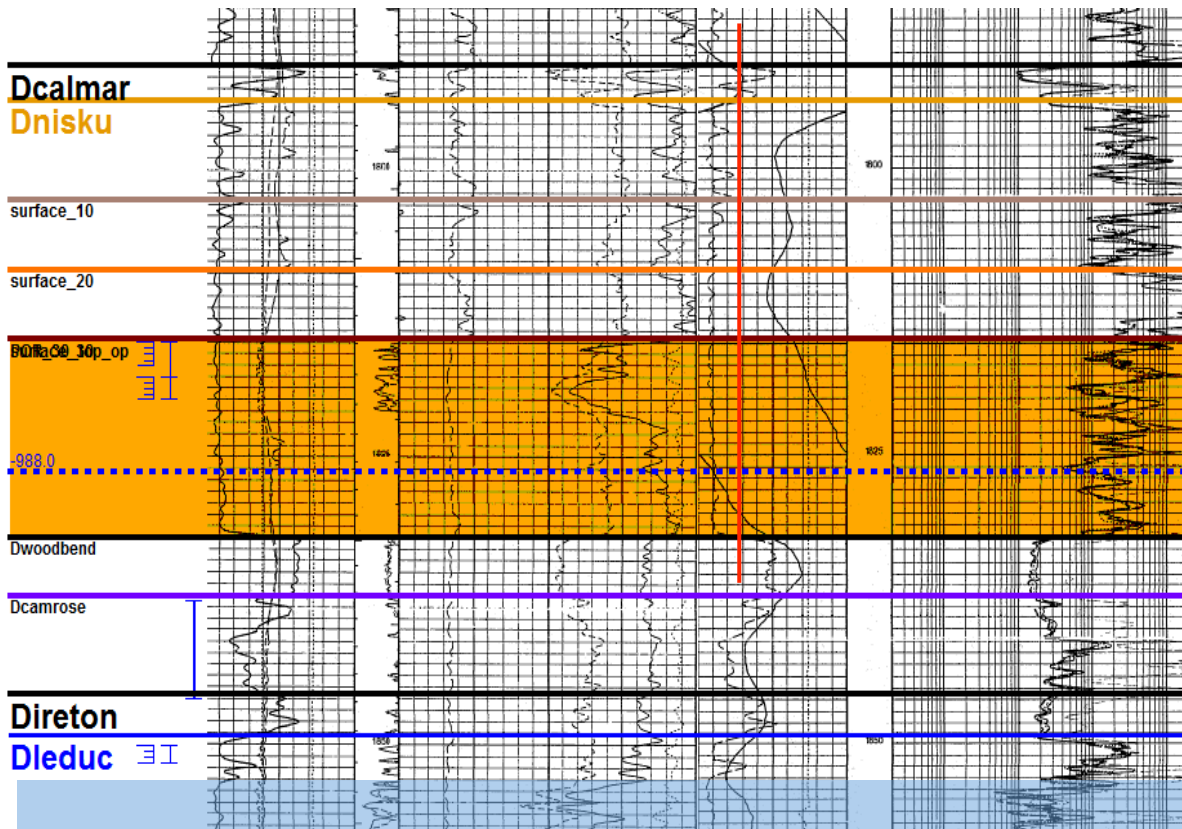 Dcalmar
Dnisku
1800
1800
surface_10
surface_20
-988.0
1825
1825
Dwoodbend
Dcamrose
Direton
1850
1850
Dleduc